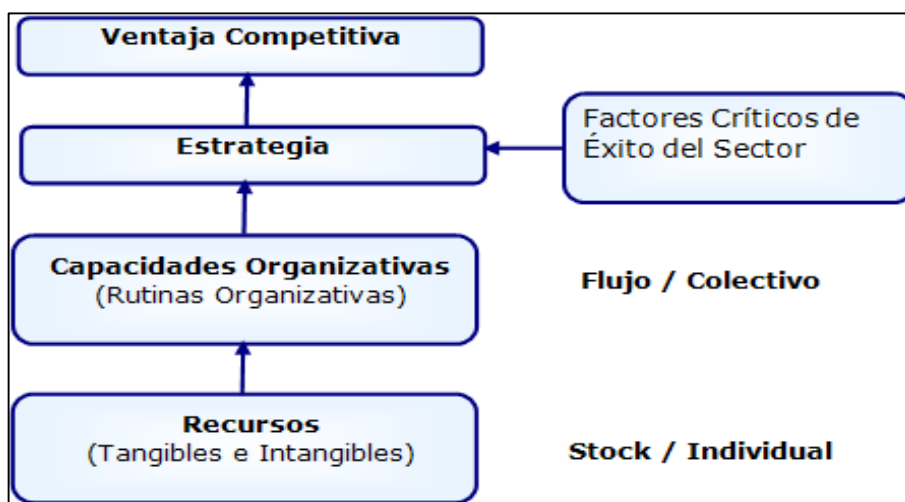 Ventaja Competitiva
Estrategia
Factores Críticos de
Éxito del Sector
Capacidades Organizativas
(Rutinas Organizativas)
Flujo / Colectivo
Recursos
(Tangibles e Intangibles)
Stock / Individual